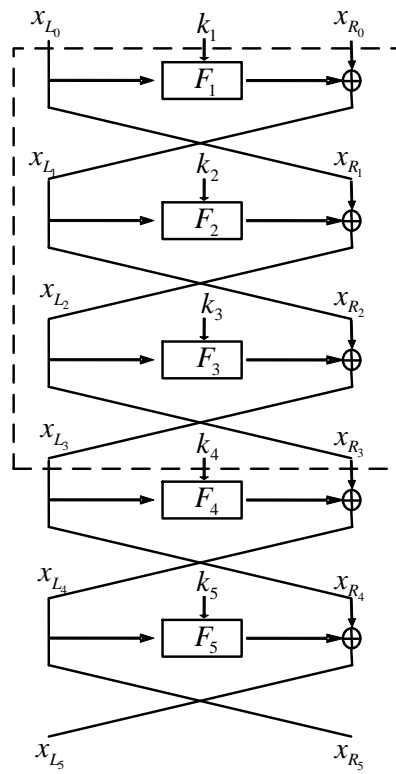 x_{L_0} k_1 x_{R_0}
F_1
x_{L_1} k_2 x_{R_1}
F_2
x_{L_2} k_3 x_{R_2}
F_3
x_{L_3} k_4 x_{R_3}
F_4
x_{L_4} k_5 x_{R_4}
F_5
x_{L_5} x_{R_5}